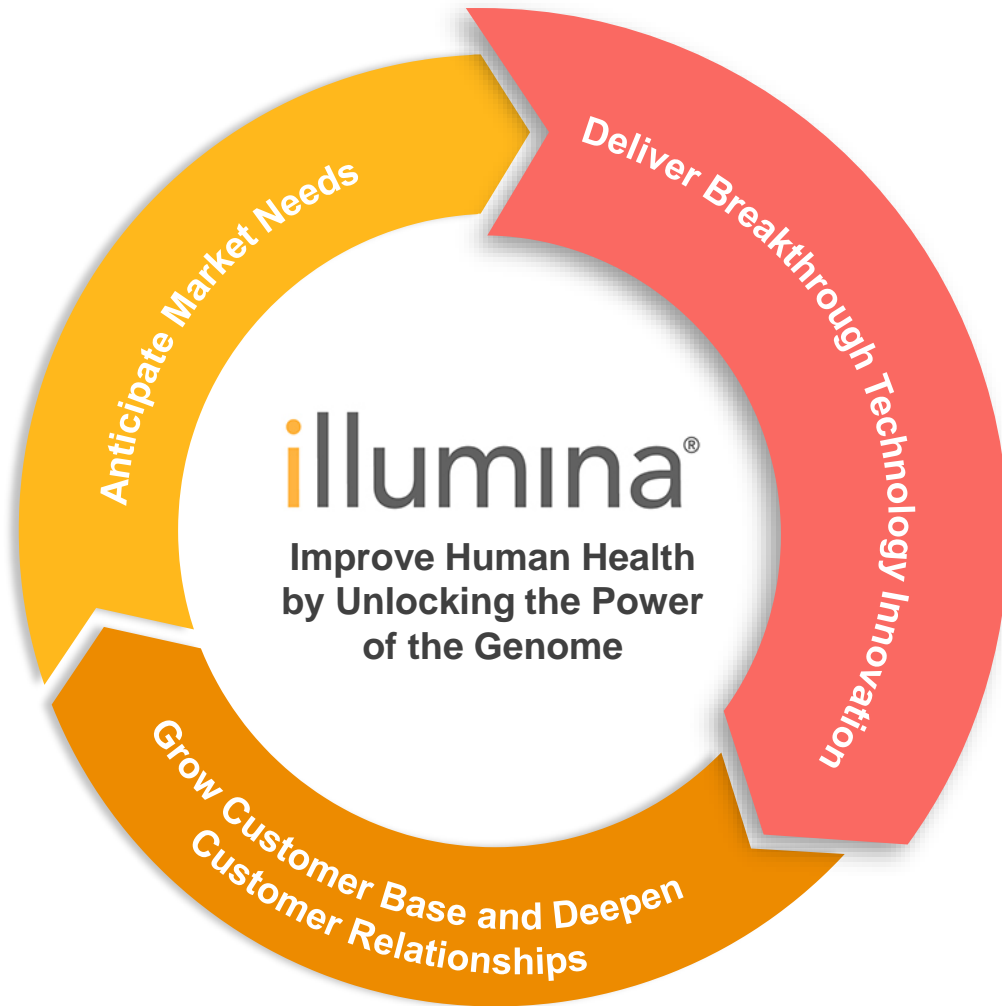 Anticipate Market Needs
Deliver Breakthrough Technology Innovation
illumina®
Improve Human Health
by Unlocking the Power
of the Genome
Grow Customer Base and Deepen
Customer Relationships